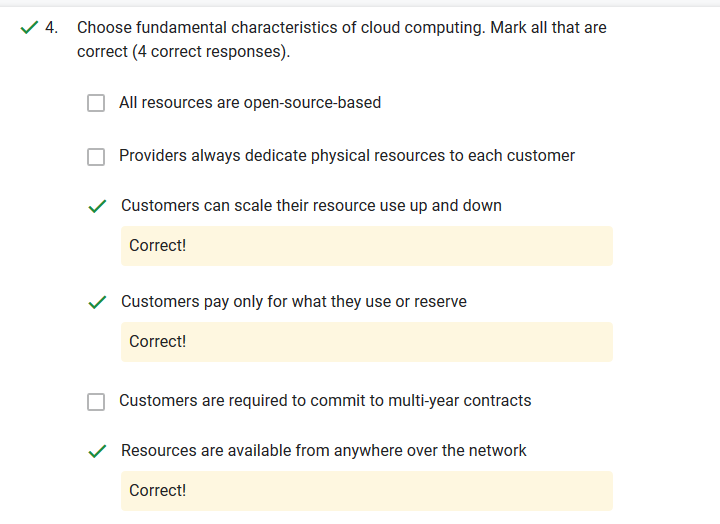 4. Choose fundamental characteristics of cloud computing. Mark all that are
correct (4 correct responses).
All resources are open-source-based
Providers always dedicate physical resources to each customer
Customers can scale their resource use up and down
Correct!
Customers pay only for what they use or reserve
Correct!
Customers are required to commit to multi-year contracts
Resources are available from anywhere over the network
Correct!